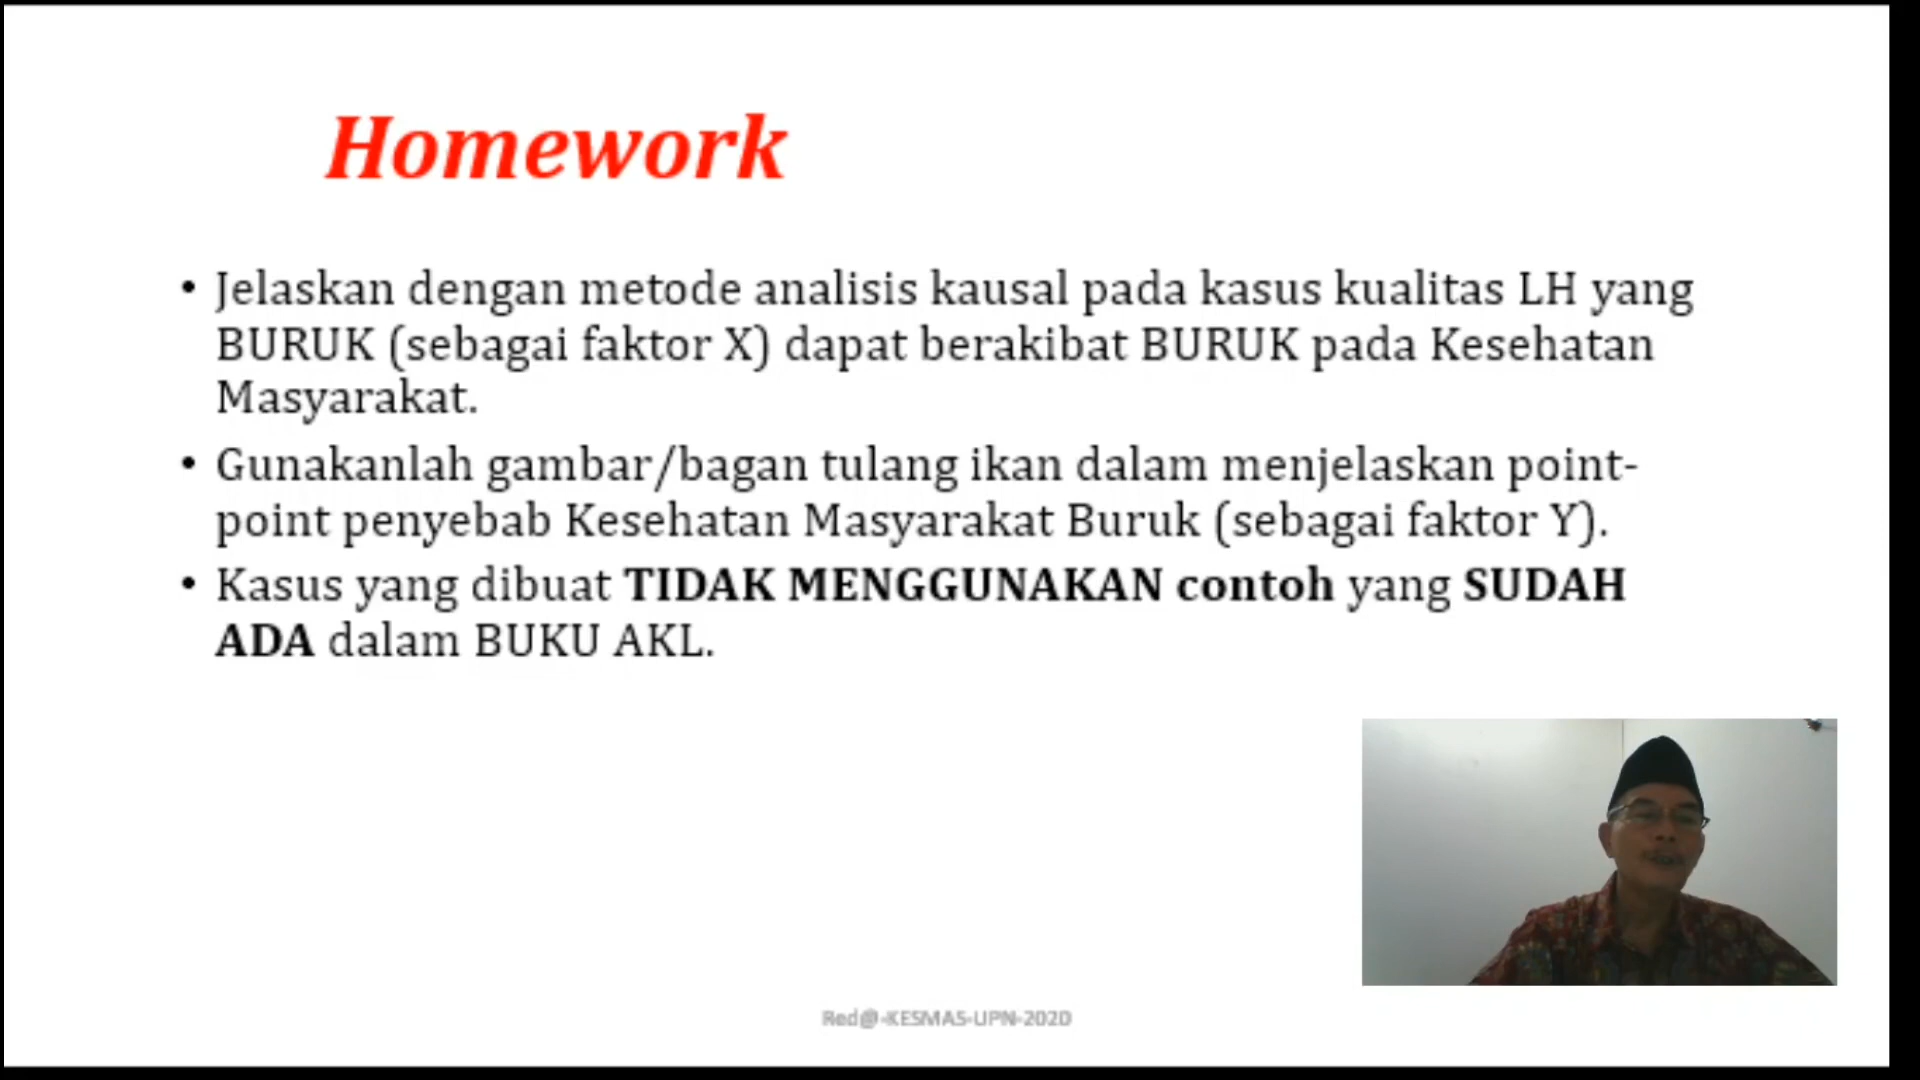 Homework
• Jelaskan dengan metode analisis kausal pada kasus kualitas LH yang
BURUK (sebagai faktor X) dapat berakibat BURUK pada Kesehatan
Masyarakat.
• Gunakanlah gambar/bagan tulang ikan dalam menjelaskan point-
point penyebab Kesehatan Masyarakat Buruk (sebagai faktor Y).
• Kasus yang dibuat TIDAK MENGGUNAKAN contoh yang SUDAH
ADA dalam BUKU AKL.
Red@-KESMAS-UPN-2020